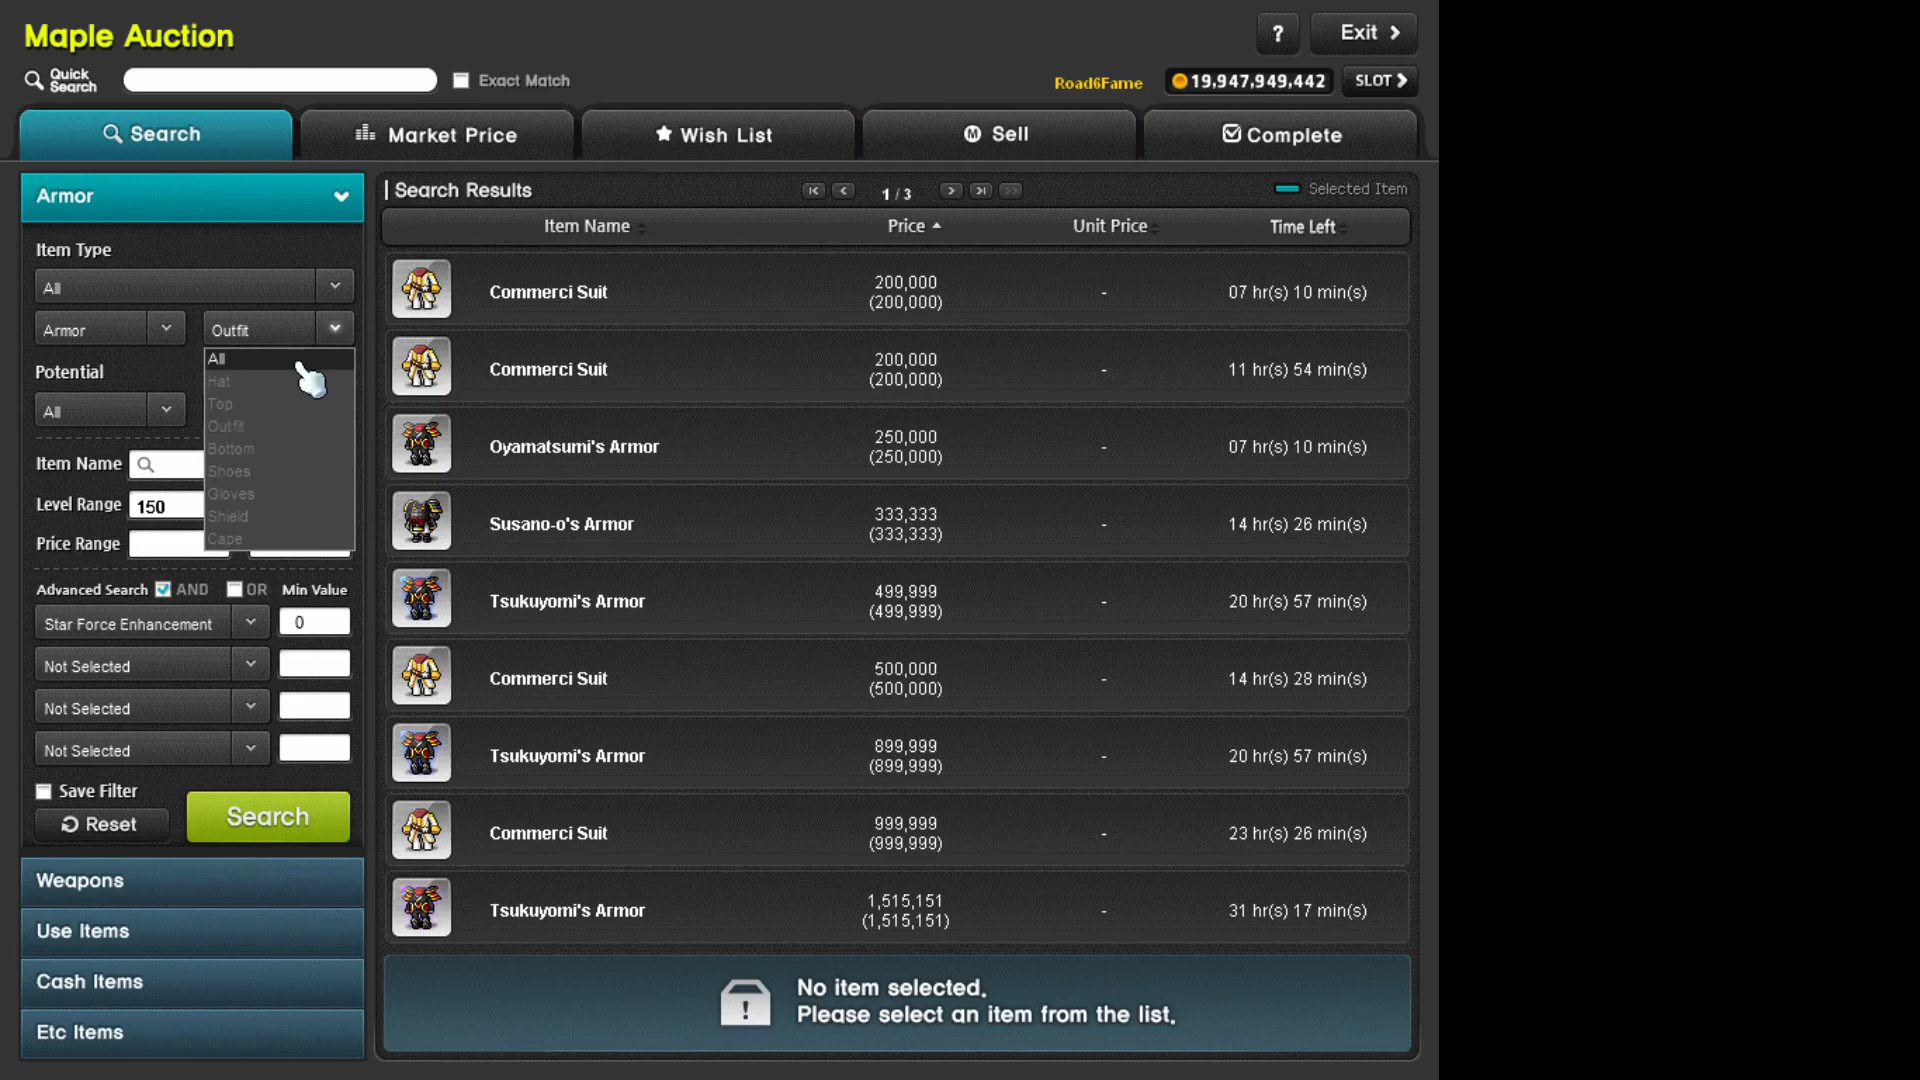 Maple Auction
?
Exit
Quick Search
Exact Match
Road6Fame
19,947,949,442
SLOT
Search
Market Price
Wish List
Sell
Complete
Armor
Item Type
All
Armor
Outfit
All
Hat
Top
Outfit
Bottom
Shoes
Gloves
Shield
Cape
Potential
All
Item Name
Level Range 150
Price Range
Advanced Search AND OR Min Value
Star Force Enhancement 0
Not Selected
Not Selected
Not Selected
Save Filter
Reset
Search
Weapons
Use Items
Cash Items
Etc Items
Search Results
1 / 3
Selected Item
Item Name Price Unit Price Time Left
Commerci Suit 200,000 (200,000) - 07 hr(s) 10 min(s)
Commerci Suit 200,000 (200,000) - 11 hr(s) 54 min(s)
Oyamatsumi's Armor 250,000 (250,000) - 07 hr(s) 10 min(s)
Susano-o's Armor 333,333 (333,333) - 14 hr(s) 26 min(s)
Tsukuyomi's Armor 499,999 (499,999) - 20 hr(s) 57 min(s)
Commerci Suit 500,000 (500,000) - 14 hr(s) 28 min(s)
Tsukuyomi's Armor 899,999 (899,999) - 20 hr(s) 57 min(s)
Commerci Suit 999,999 (999,999) - 23 hr(s) 26 min(s)
Tsukuyomi's Armor 1,515,151 (1,515,151) - 31 hr(s) 17 min(s)
No item selected.
Please select an item from the list.